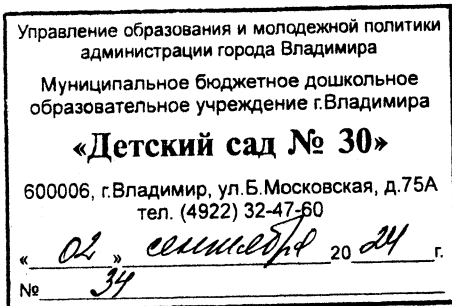 Управление образования и молодежной политики
администрации города Владимира
Муниципальное бюджетное дошкольное
образовательное учреждение г.Владимира
«Детский сад № 30»
600006, г.Владимир, ул.Б.Московская, д.75А
тел. (4922) 32-47-60
« 02 » сентября 20 24 г.
№ 34